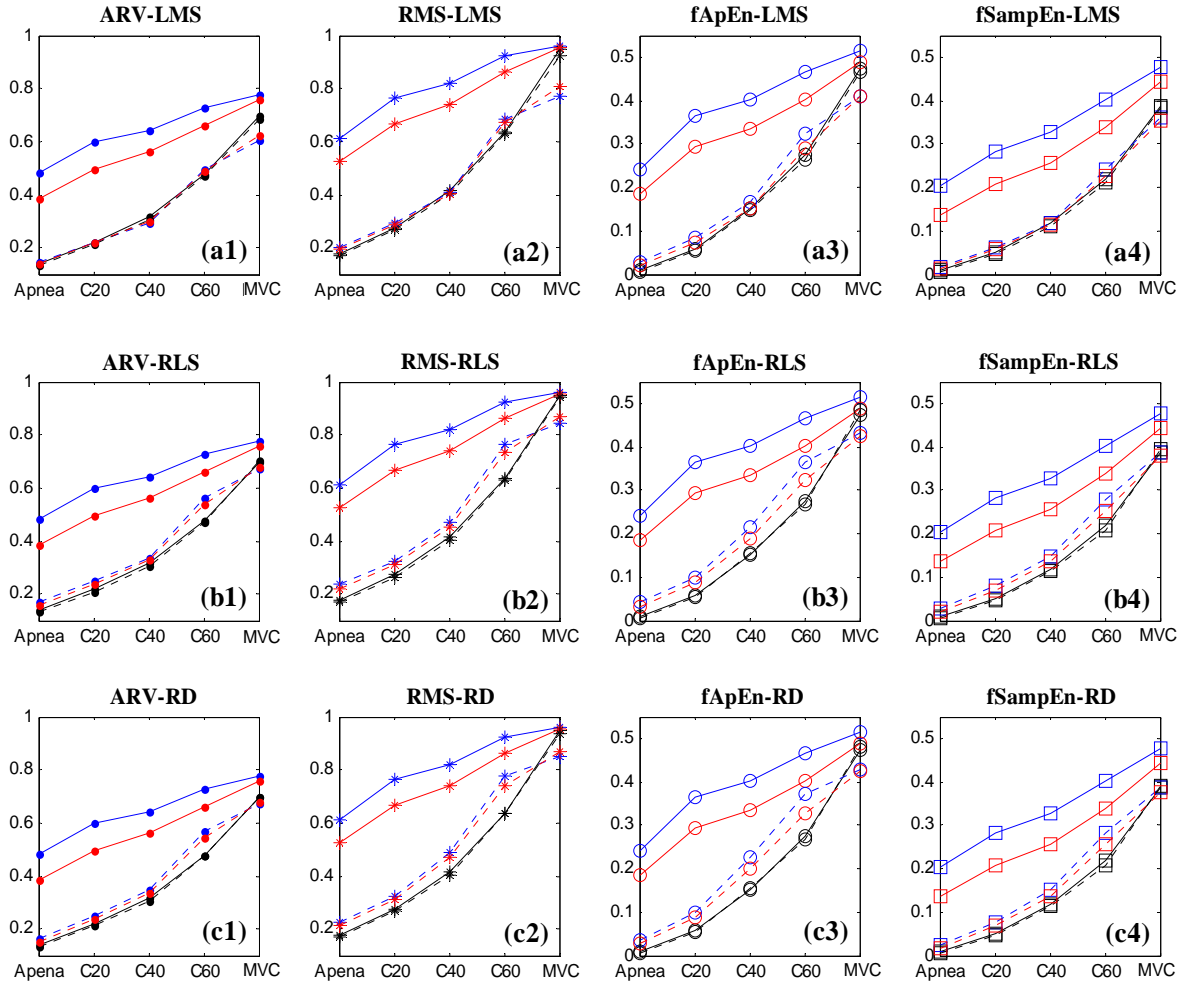 ARV-LMS RMS-LMS fApEn-LMS fSampEn-LMS
1 1 0.5 0.5
0.8 0.8 0.4 0.4
0.6 0.6 0.3 0.3
0.4 0.4 0.2 0.2
0.2 0.2 0.1 0.1
0 0
(a1) (a2) (a3) (a4)
Apnea C20 C40 C60 MVC Apnea C20 C40 C60 MVC Apnea C20 C40 C60 MVC Apnea C20 C40 C60 MVC
ARV-RLS RMS-RLS fApEn-RLS fSampEn-RLS
1 1 0.5 0.5
0.8 0.8 0.4 0.4
0.6 0.6 0.3 0.3
0.4 0.4 0.2 0.2
0.2 0.2 0.1 0.1
0 0
(b1) (b2) (b3) (b4)
Apnea C20 C40 C60 MVC Apnea C20 C40 C60 MVC Apena C20 C40 C60 MVC Apnea C20 C40 C60 MVC
ARV-RD RMS-RD fApEn-RD fSampEn-RD
1 1 0.5 0.5
0.8 0.8 0.4 0.4
0.6 0.6 0.3 0.3
0.4 0.4 0.2 0.2
0.2 0.2 0.1 0.1
0 0
(c1) (c2) (c3) (c4)
Apena C20 C40 C60 MVC Apnea C20 C40 C60 MVC Apena C20 C40 C60 MVC Apnea C20 C40 C60 MVC